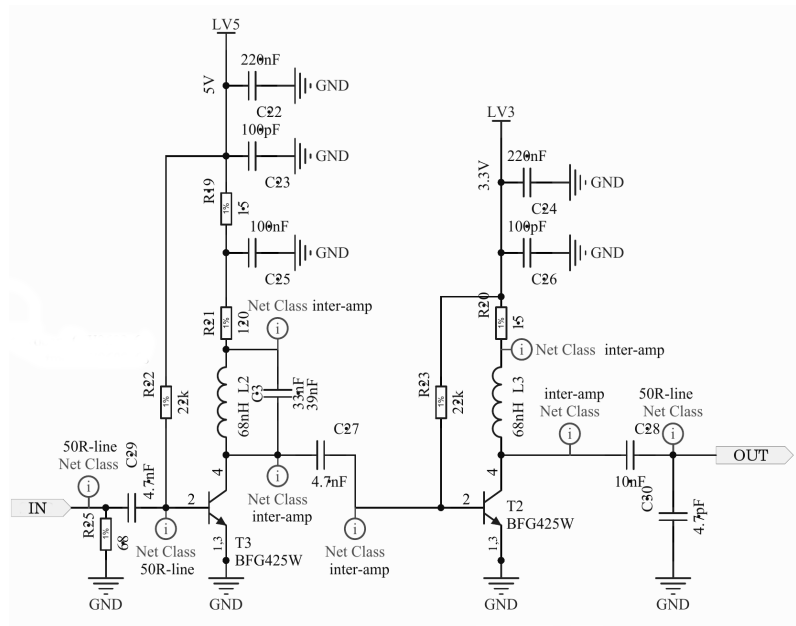 LV5
220nF
5V
GND
C22
100pF
GND
C23
R19
1%
15
100nF
GND
C25
Net Class inter-amp
R21
1%
120
i
R22
1%
22k
68nH L2
C3
39nF
C27
4.7nF
50R-line
Net Class
i
C29
4.7nF
IN
R25
1%
68
GND
2
4
1,3
i
Net Class
50R-line
T3
BFG425W
GND
i
Net Class
inter-amp
i
Net Class
inter-amp
LV3
220nF
3.3V
GND
C24
100pF
GND
C26
R20
1%
15
i Net Class inter-amp
R23
1%
22k
68nH L3
inter-amp
Net Class
i
50R-line
Net Class
C28
i
10nF
OUT
C30
4.7pF
GND
2
4
1,3
T2
BFG425W
GND